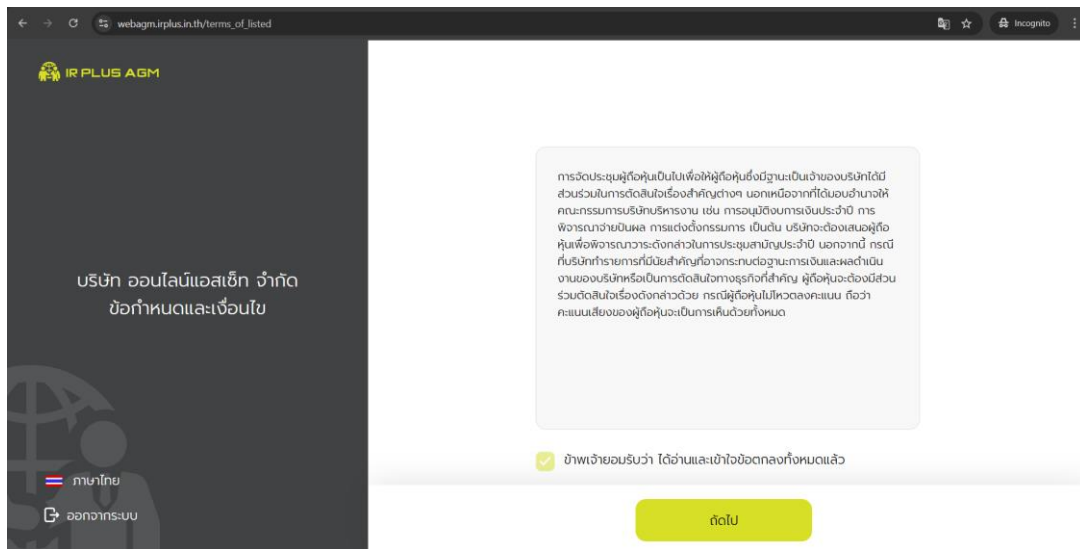 webagm.irplus.in.th/terms_of_listed
Incognito
IR PLUS AGM
บริษัท ออนไลน์แอสเซ็ท จำกัด
ข้อกำหนดและเงื่อนไข
ภาษาไทย
ออกจากระบบ
การจัดประชุมผู้ถือหุ้นเป็นไปเพื่อให้ผู้ถือหุ้นซึ่งมีฐานะเป็นเจ้าของบริษัทได้มี
ส่วนร่วมในการตัดสินใจเรื่องสำคัญต่างๆ นอกเหนือจากที่ได้มอบอำนาจให้
คณะกรรมการบริษัทบริหารงาน เช่น การอนุมัติงบการเงินประจำปี การ
พิจารณาจ่ายปันผล การแต่งตั้งกรรมการ เป็นต้น บริษัทจะต้องเสนอผู้ถือ
หุ้นเพื่อพิจารณาวาระดังกล่าวในการประชุมสามัญประจำปี นอกจากนี้ กรณี
ที่บริษัททำรายการที่มีนัยสำคัญที่อาจกระทบต่อฐานะการเงินและผลดำเนิน
งานของบริษัทหรือเป็นการตัดสินใจทางธุรกิจที่สำคัญ ผู้ถือหุ้นจะต้องมีส่วน
ร่วมตัดสินใจเรื่องดังกล่าวด้วย กรณีผู้ถือหุ้นไม่โหวตลงคะแนน ถือว่า
คะแนนเสียงของผู้ถือหุ้นจะเป็นการเห็นด้วยทั้งหมด
ข้าพเจ้ายอมรับว่า ได้อ่านและเข้าใจข้อตกลงทั้งหมดแล้ว
ถัดไป